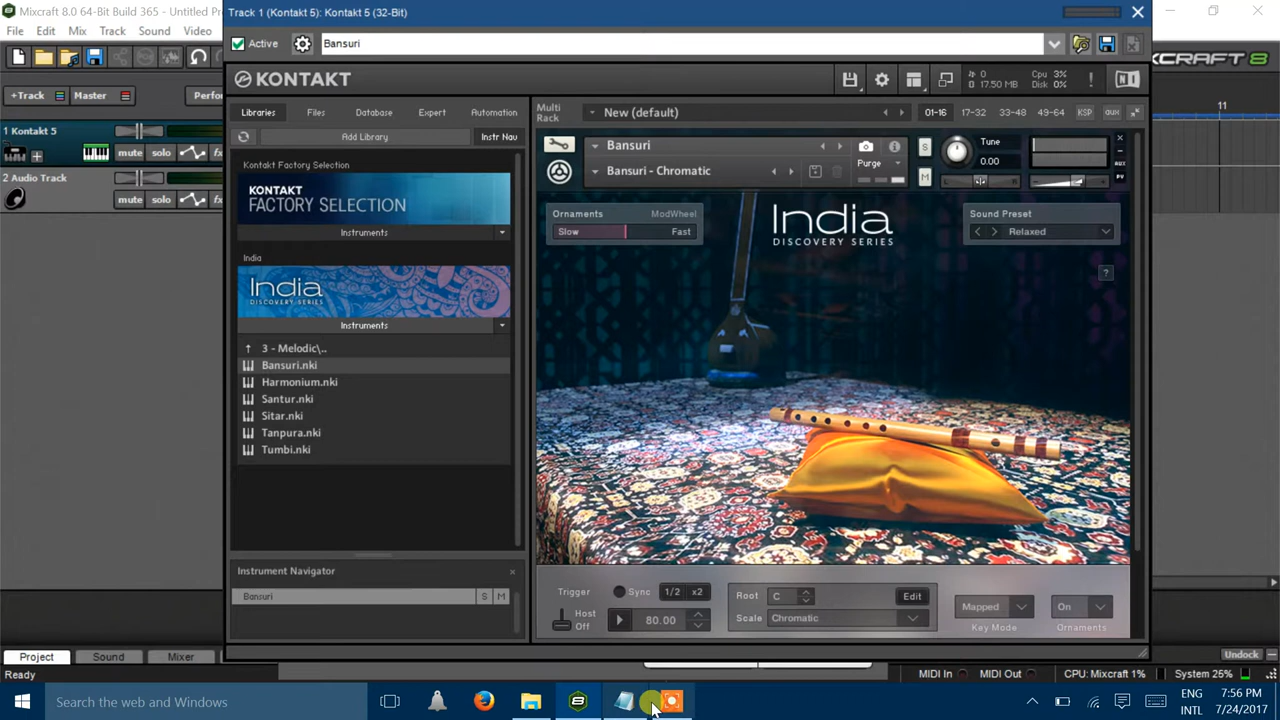 Mixcraft 8.0 64-Bit Build 365 - Untitled Pr
File Edit Mix Track Sound Video
+Track Master Perfo
1 Kontakt 5
mute solo fx
2 Audio Track
mute solo fx
Track 1 (Kontakt 5): Kontakt 5 (32-Bit)
Active Bansuri
KONTAKT
0
17.50 MB
Cpu 3%
Disk 0%
Libraries Files Database Expert Automation
Add Library Instr Nav
Kontakt Factory Selection
KONTAKT
FACTORY SELECTION
Instruments
India
India
DISCOVERY SERIES
Instruments
3 - Melodic\..
Bansuri.nki
Harmonium.nki
Santur.nki
Sitar.nki
Tanpura.nki
Tumbi.nki
Instrument Navigator
Bansuri S M
Multi
Rack
New (default) 01-16 17-32 33-48 49-64 KSP AUX
Bansuri
Bansuri - Chromatic
Purge
S
M
Tune
0.00
AUX
PV
Ornaments ModWheel
Slow Fast
India
DISCOVERY SERIES
Sound Preset
Relaxed
?
Trigger Sync 1/2 x2
Host
Off
80.00
Root C Edit
Scale Chromatic
Mapped
Key Mode
On
Ornaments
XCRAFT 8
11
Project Sound Mixer Undock
Ready MIDI In MIDI Out CPU: Mixcraft 1% System 25%
Search the web and Windows
ENG
INTL
7:56 PM
7/24/2017